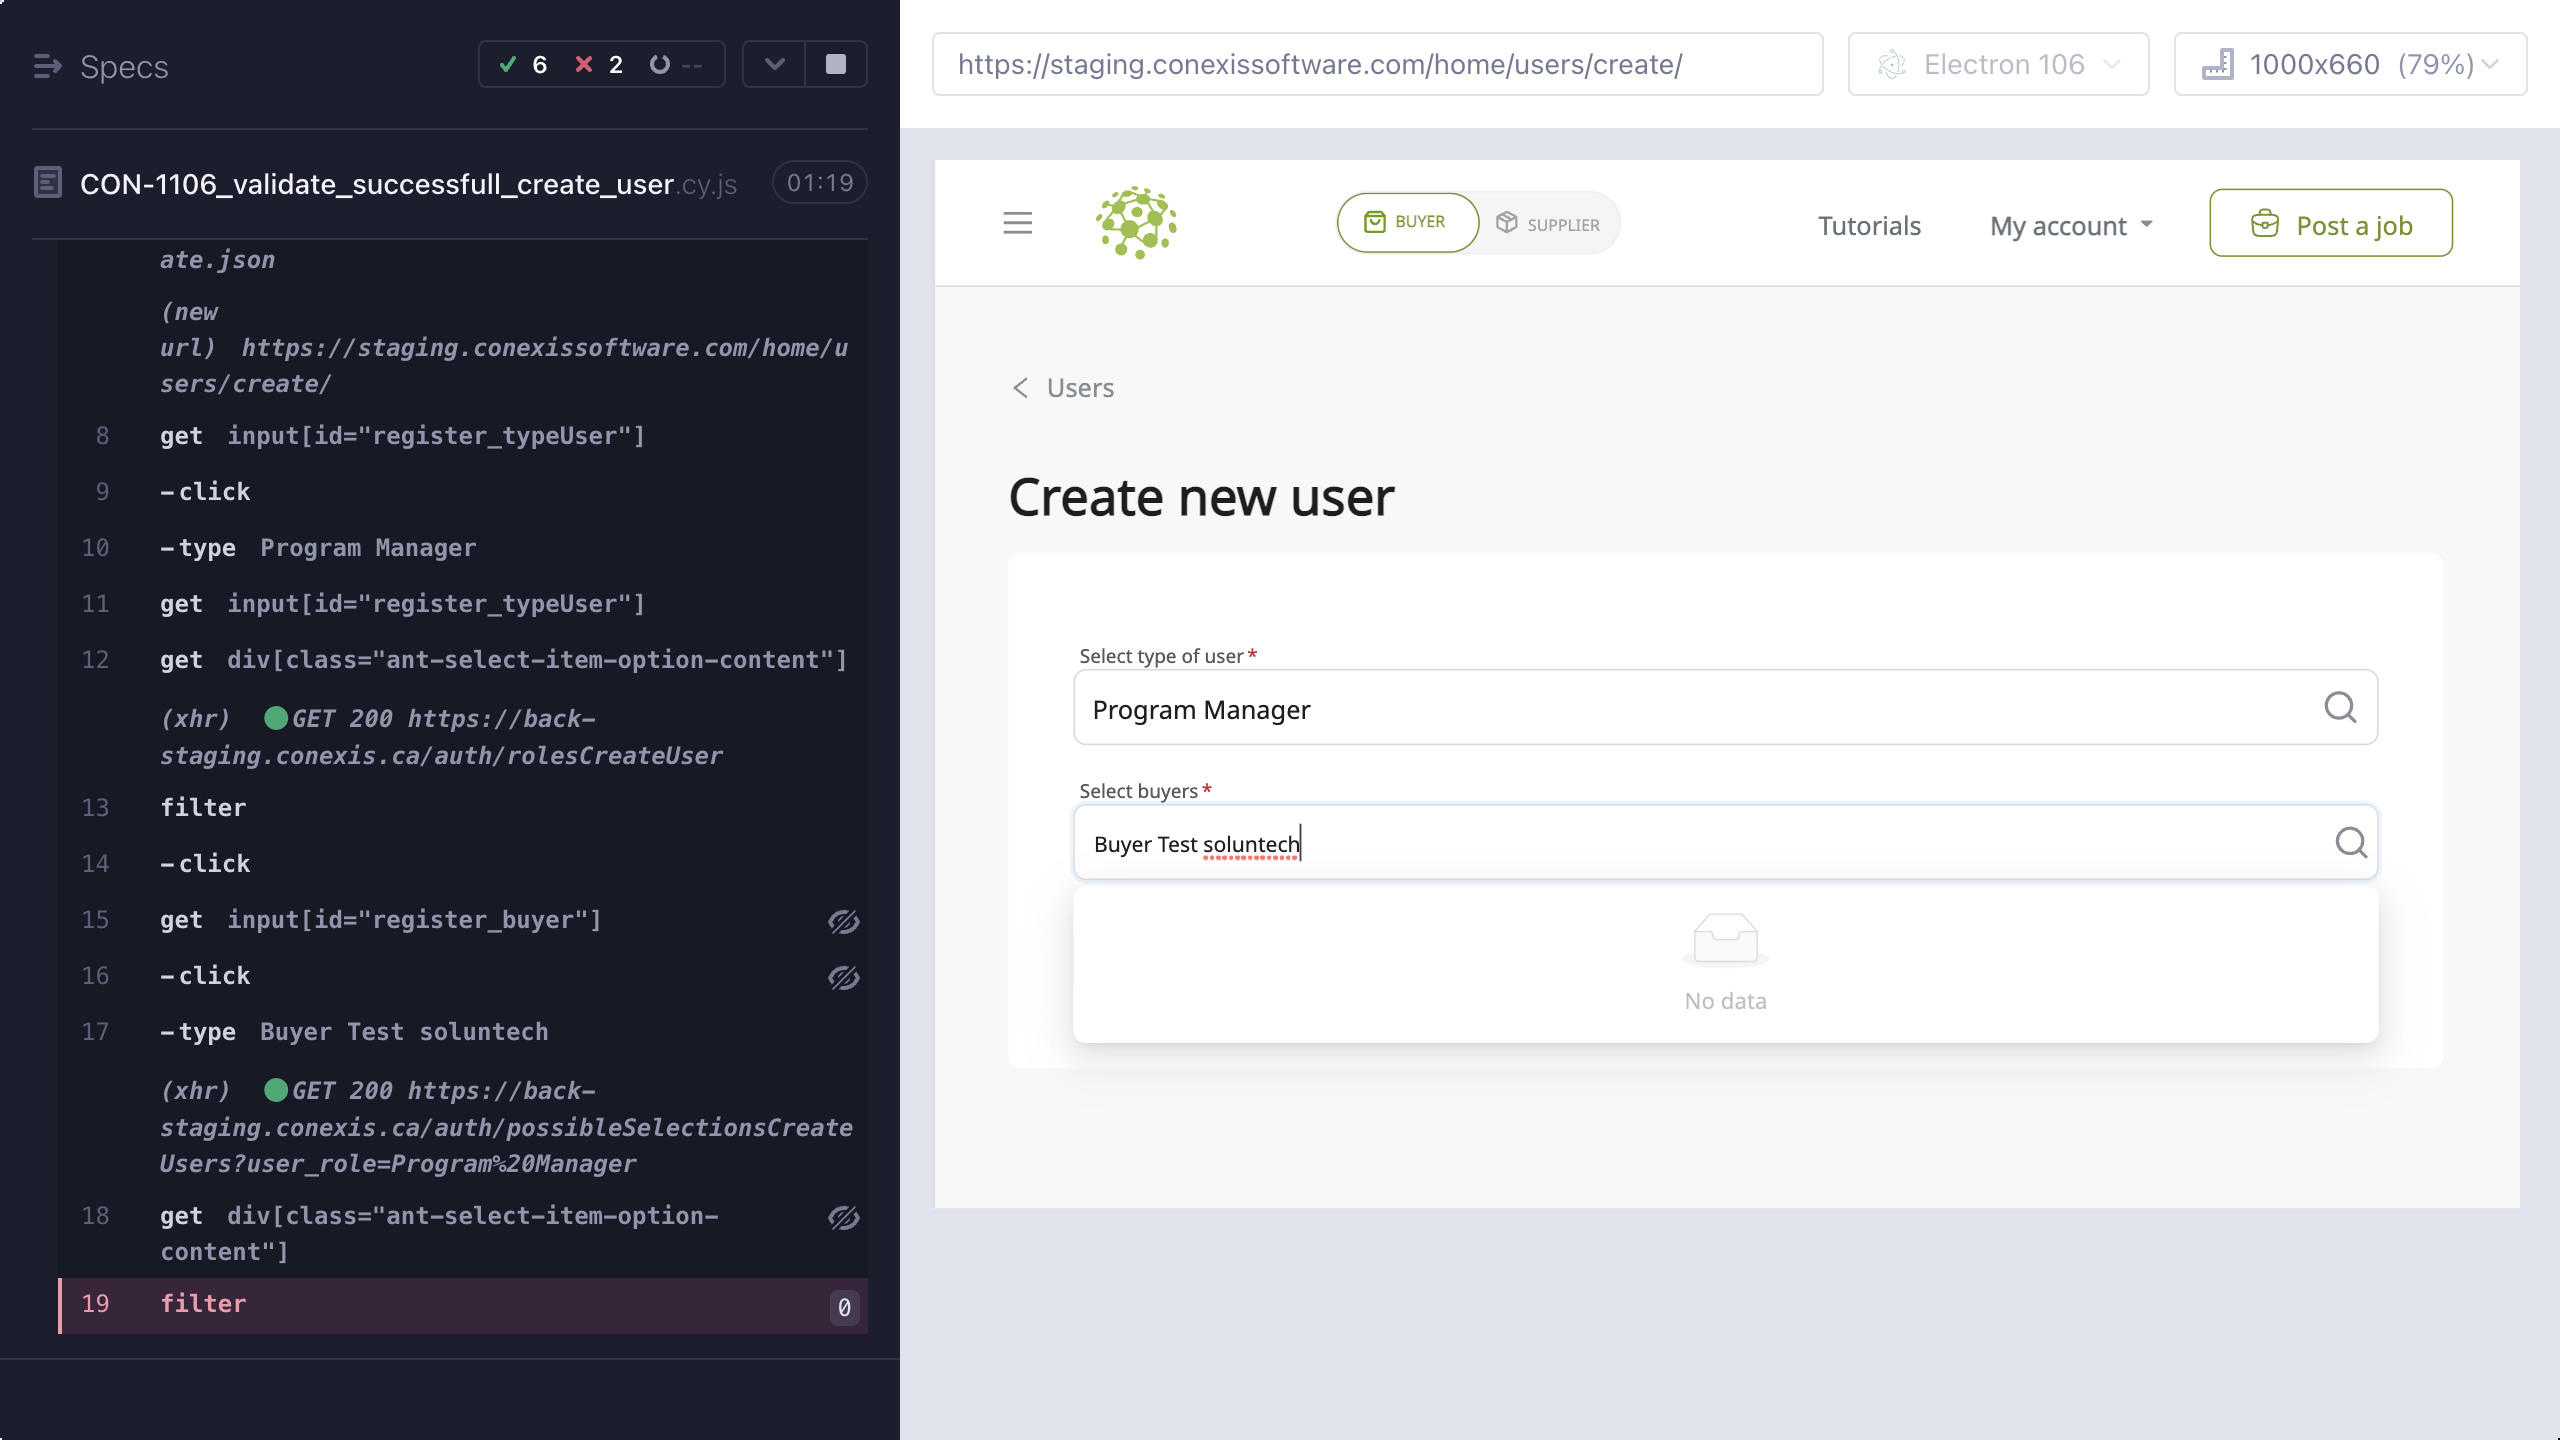 Specs
6
2
--
CON-1106_validate_successfull_create_user.cy.js
01:19
ate.json
(new
url) https://staging.conexissoftware.com/home/u
sers/create/
8 get input[id="register_typeUser"]
9 -click
10 -type Program Manager
11 get input[id="register_typeUser"]
12 get div[class="ant-select-item-option-content"]
(xhr) GET 200 https://back-
staging.conexis.ca/auth/rolesCreateUser
13 filter
14 -click
15 get input[id="register_buyer"]
16 -click
17 -type Buyer Test soluntech
(xhr) GET 200 https://back-
staging.conexis.ca/auth/possibleSelectionsCreate
Users?user_role=Program%20Manager
18 get div[class="ant-select-item-option-
content"]
19 filter 0
https://staging.conexissoftware.com/home/users/create/
Electron 106
1000x660 (79%)
BUYER
SUPPLIER
Tutorials
My account
Post a job
Users
Create new user
Select type of user*
Program Manager
Select buyers*
Buyer Test soluntech
No data